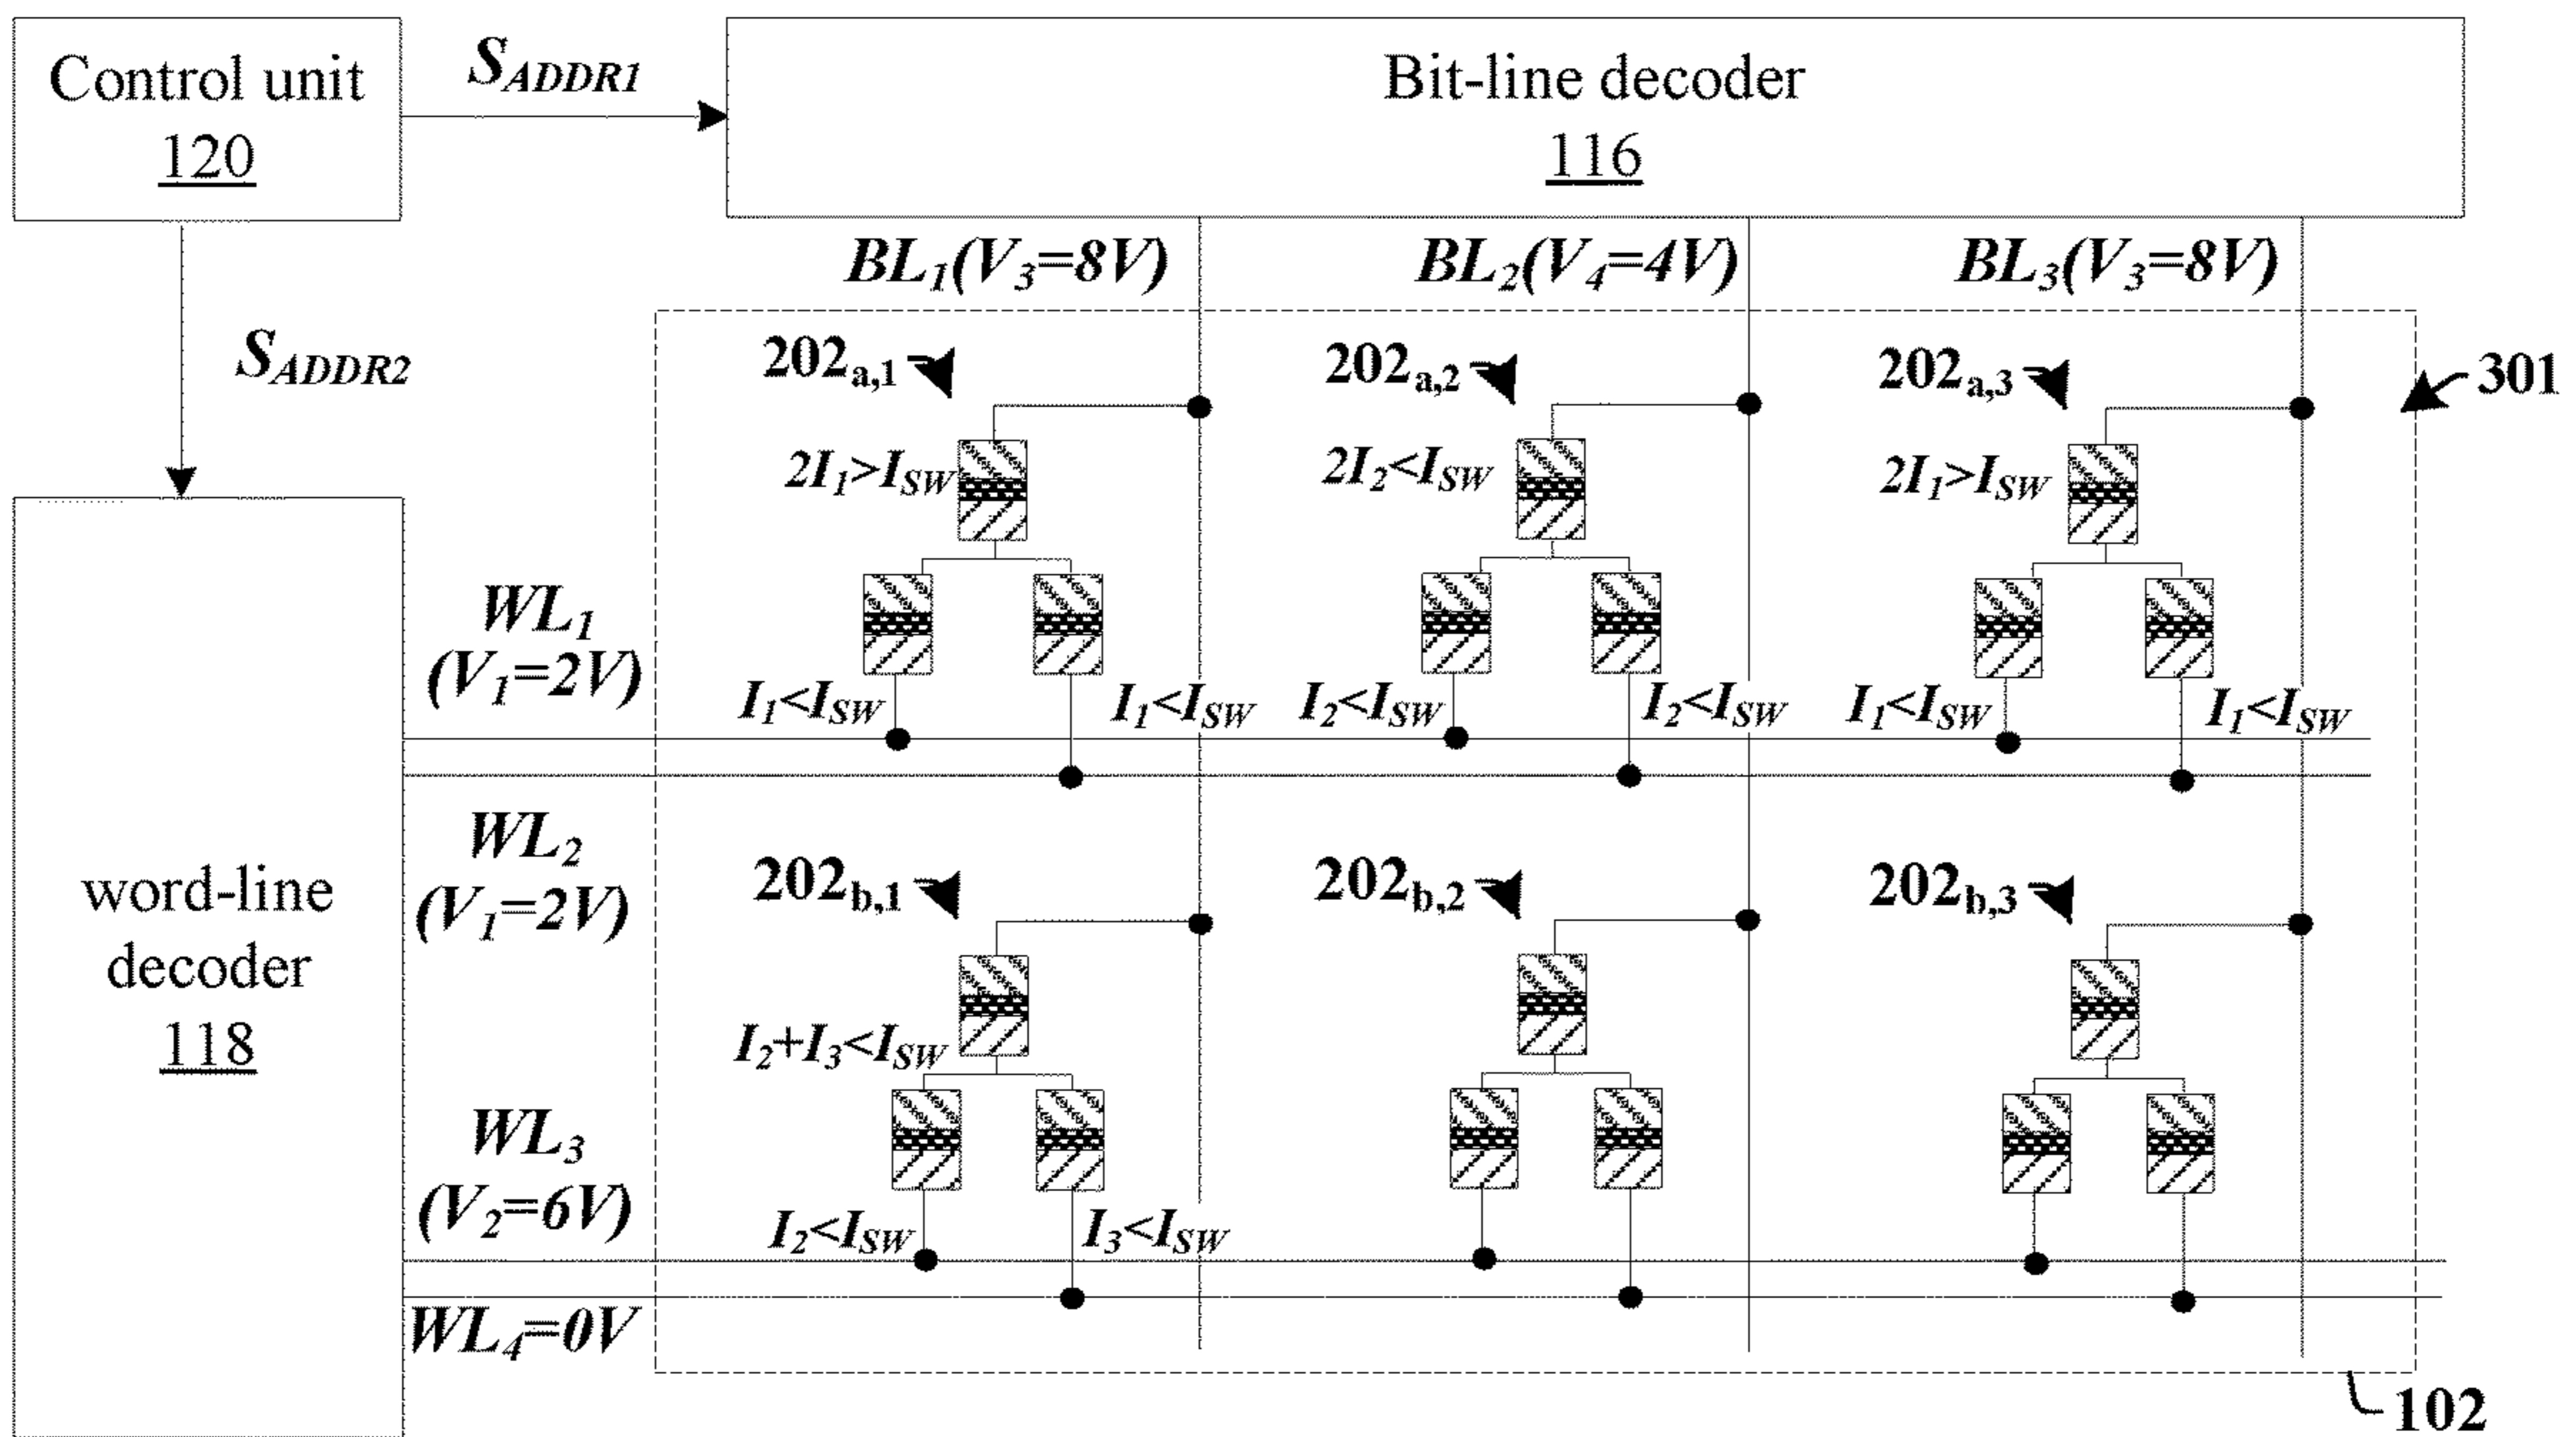 Control unit
120
S_ADDR1
Bit-line decoder
116
S_ADDR2
BL1(V3=8V)
BL2(V4=4V)
BL3(V3=8V)
202a,1
202a,2
202a,3
301
2I1>ISW
2I2<ISW
2I1>ISW
WL1
(V1=2V)
I1<ISW
I1<ISW
I2<ISW
I2<ISW
I1<ISW
I1<ISW
WL2
(V1=2V)
word-line
decoder
118
202b,1
202b,2
202b,3
I2+I3<ISW
WL3
(V2=6V)
I2<ISW
I3<ISW
WL4=0V
102